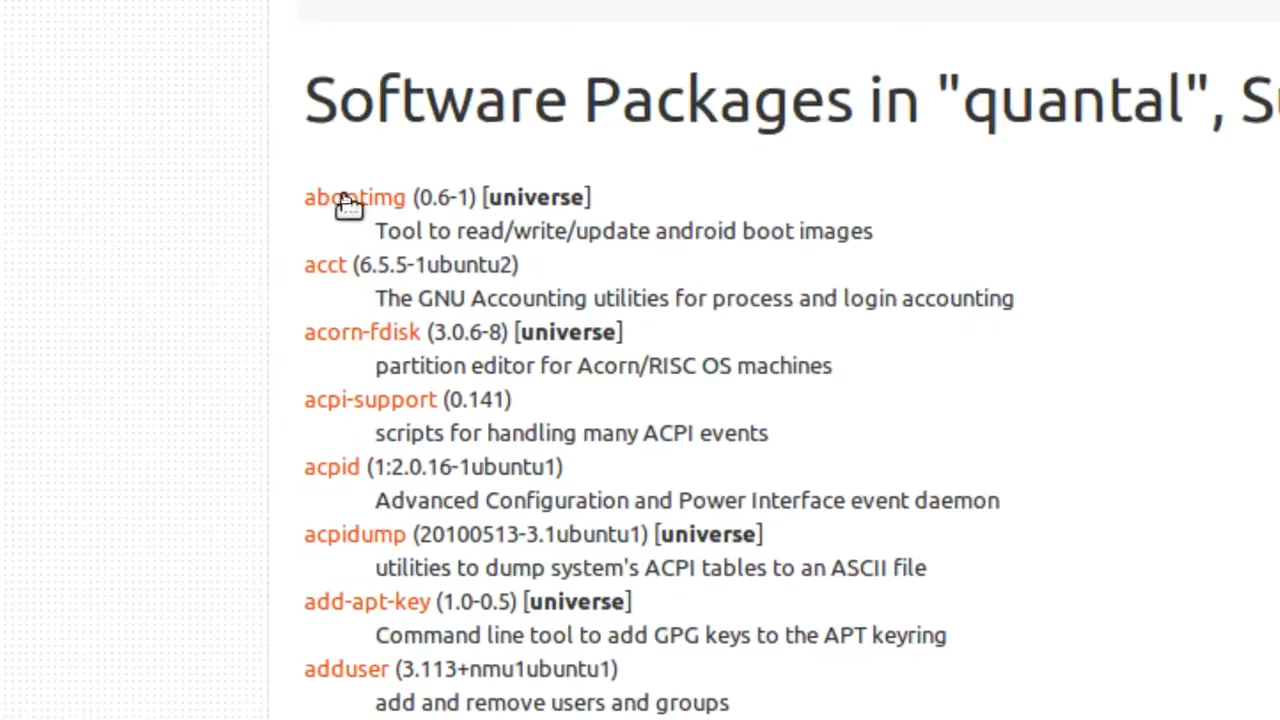 Software Packages in "quantal", S
abootimg (0.6-1) [universe]
Tool to read/write/update android boot images
acct (6.5.5-1ubuntu2)
The GNU Accounting utilities for process and login accounting
acorn-fdisk (3.0.6-8) [universe]
partition editor for Acorn/RISC OS machines
acpi-support (0.141)
scripts for handling many ACPI events
acpid (1:2.0.16-1ubuntu1)
Advanced Configuration and Power Interface event daemon
acpidump (20100513-3.1ubuntu1) [universe]
utilities to dump system's ACPI tables to an ASCII file
add-apt-key (1.0-0.5) [universe]
Command line tool to add GPG keys to the APT keyring
adduser (3.113+nmu1ubuntu1)
add and remove users and groups